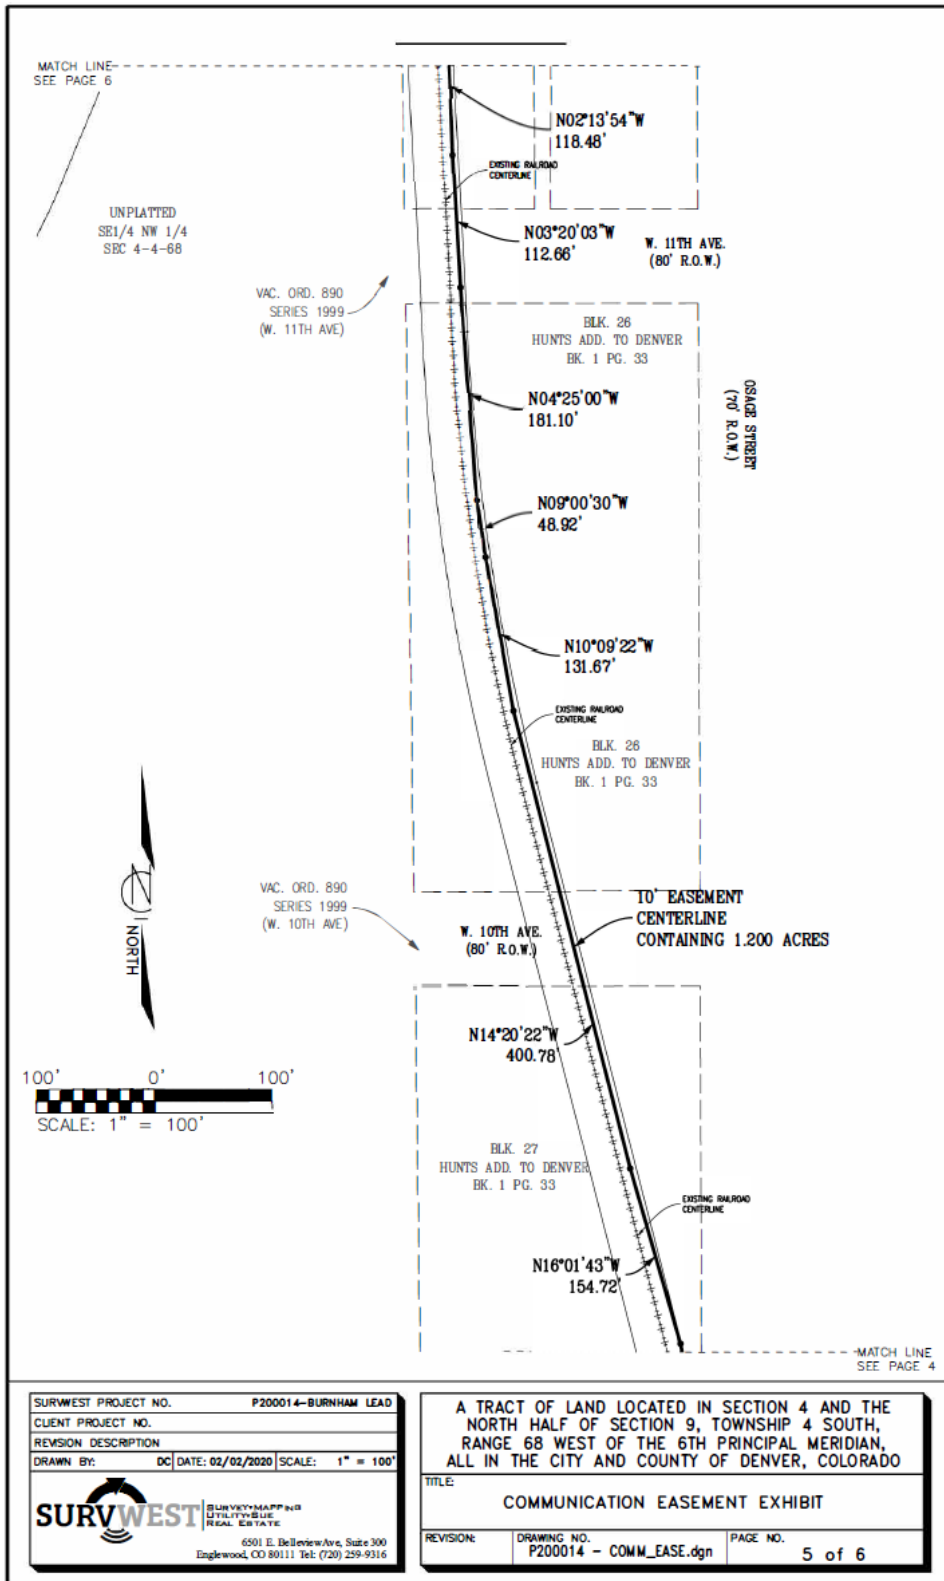 MATCH LINE
SEE PAGE 6
N02°13'54"W
118.48'
EXISTING RAILROAD
CENTERLINE
UNPLATTED
SE1/4 NW 1/4
SEC 4-4-68
N03°20'03"W
112.66'
W. 11TH AVE.
(80' R.O.W.)
VAC. ORD. 890
SERIES 1999
(W. 11TH AVE)
BLK. 26
HUNTS ADD. TO DENVER
BK. 1 PG. 33
N04°25'00"W
181.10'
OSAGE STREET
(70' R.O.W.)
N09°00'30"W
48.92'
N10°09'22"W
131.67'
EXISTING RAILROAD
CENTERLINE
BLK. 26
HUNTS ADD. TO DENVER
BK. 1 PG. 33
NORTH
VAC. ORD. 890
SERIES 1999
(W. 10TH AVE)
10' EASEMENT
CENTERLINE
CONTAINING 1.200 ACRES
W. 10TH AVE.
(80' R.O.W.)
N14°20'22"W
400.78'
100' 0' 100'
SCALE: 1" = 100'
BLK. 27
HUNTS ADD. TO DENVER
BK. 1 PG. 33
EXISTING RAILROAD
CENTERLINE
N16°01'43"W
154.72'
MATCH LINE
SEE PAGE 4
SURVWEST PROJECT NO. P200014-BURNHAM LEAD
CLIENT PROJECT NO.
REVISION DESCRIPTION
DRAWN BY: DC DATE: 02/02/2020 SCALE: 1" = 100'
SURVWEST
SURVEY+MAPPING
UTILITY+SUE
REAL ESTATE
6501 E. Belleview Ave, Suite 300
Englewood, CO 80111 Tel: (720) 259-9316
A TRACT OF LAND LOCATED IN SECTION 4 AND THE
NORTH HALF OF SECTION 9, TOWNSHIP 4 SOUTH,
RANGE 68 WEST OF THE 6TH PRINCIPAL MERIDIAN,
ALL IN THE CITY AND COUNTY OF DENVER, COLORADO
TITLE:
COMMUNICATION EASEMENT EXHIBIT
REVISION: DRAWING NO. PAGE NO.
P200014 - COMM_EASE.dgn 5 of 6